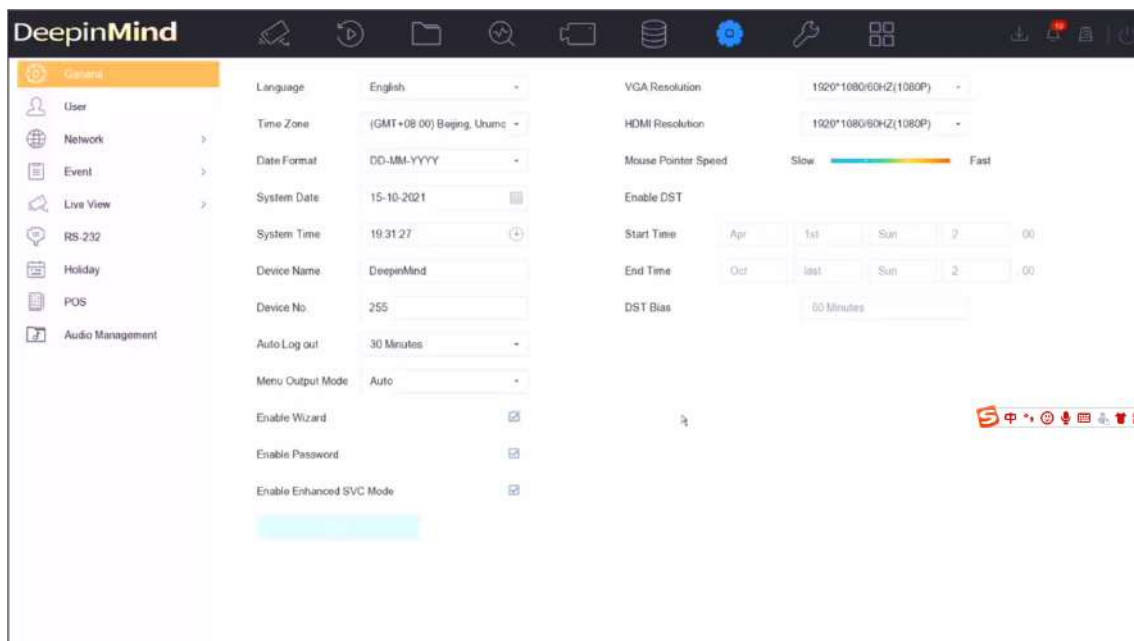 DeepinMind
General
User
Network
Event
Live View
RS-232
Holiday
POS
Audio Management
Language English
Time Zone (GMT+08:00) Beijing, Urumq
Date Format DD-MM-YYYY
System Date 15-10-2021
System Time 19:31:27
Device Name DeepinMind
Device No. 255
Auto Log out 30 Minutes
Menu Output Mode Auto
Enable Wizard
Enable Password
Enable Enhanced SVC Mode
VGA Resolution 1920*1080/60HZ(1080P)
HDMI Resolution 1920*1080/60HZ(1080P)
Mouse Pointer Speed Slow Fast
Enable DST
Start Time Apr 1st Sun 2 :00
End Time Oct last Sun 2 :00
DST Bias 60 Minutes
中